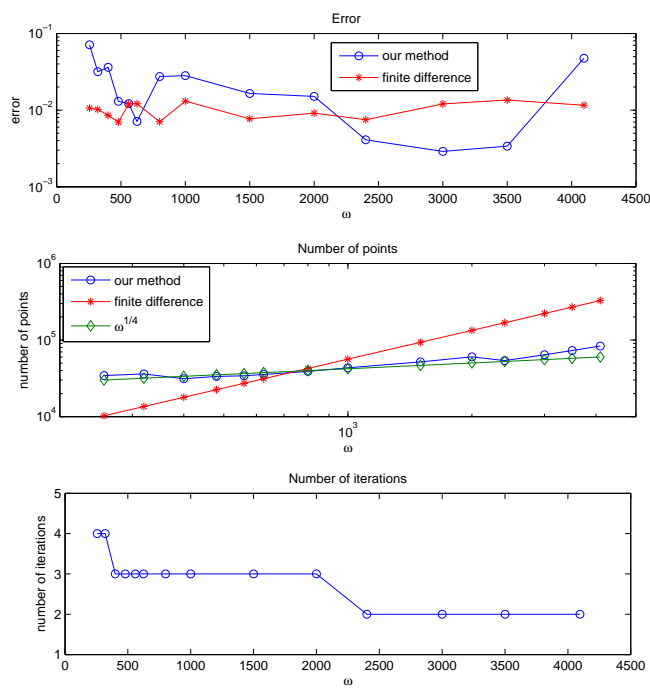 Error
10^-1
10^-2
10^-3
error
our method
finite difference
0 500 1000 1500 2000 2500 3000 3500 4000 4500
ω
Number of points
10^6
10^5
10^4
number of points
our method
finite difference
ω^1/4
10^3
ω
Number of iterations
5
4
3
2
1
number of iterations
0 500 1000 1500 2000 2500 3000 3500 4000 4500
ω